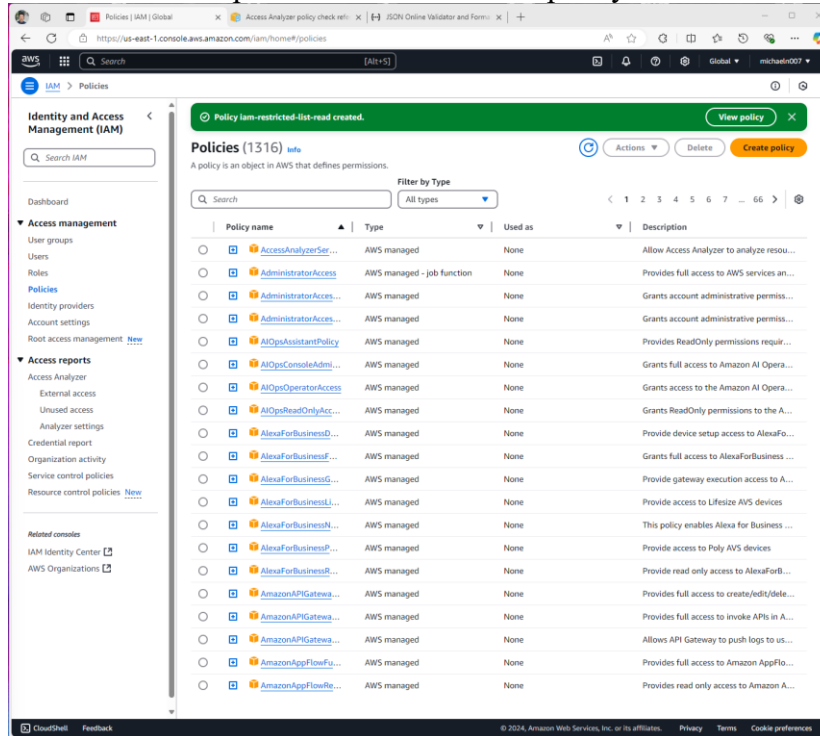 Policies | IAM | Global
Access Analyzer policy check refe
JSON Online Validator and Forma
https://us-east-1.console.aws.amazon.com/iam/home#/policies
aws
Search
[Alt+S]
Global
michaeln007
IAM > Policies
Identity and Access Management (IAM)
Search IAM
Dashboard
Access management
User groups
Users
Roles
Policies
Identity providers
Account settings
Root access management New
Access reports
Access Analyzer
External access
Unused access
Analyzer settings
Credential report
Organization activity
Service control policies
Resource control policies New
Related consoles
IAM Identity Center
AWS Organizations
Policy iam-restricted-list-read created.
View policy
Policies (1316) Info
Actions
Delete
Create policy
A policy is an object in AWS that defines permissions.
Filter by Type
Search
All types
1 2 3 4 5 6 7 ... 66
Policy name Type Used as Description
AccessAnalyzerSer... AWS managed None Allow Access Analyzer to analyze resou...
AdministratorAccess AWS managed - job function None Provides full access to AWS services an...
AdministratorAcces... AWS managed None Grants account administrative permiss...
AdministratorAcces... AWS managed None Grants account administrative permiss...
AIOpsAssistantPolicy AWS managed None Provides ReadOnly permissions requir...
AIOpsConsoleAdmi... AWS managed None Grants full access to Amazon AI Opera...
AIOpsOperatorAccess AWS managed None Grants access to the Amazon AI Opera...
AIOpsReadOnlyAcc... AWS managed None Grants ReadOnly permissions to the A...
AlexaForBusinessD... AWS managed None Provide device setup access to AlexaFo...
AlexaForBusinessF... AWS managed None Grants full access to AlexaForBusiness ...
AlexaForBusinessG... AWS managed None Provide gateway execution access to A...
AlexaForBusinessLi... AWS managed None Provide access to Lifesize AVS devices
AlexaForBusinessN... AWS managed None This policy enables Alexa for Business ...
AlexaForBusinessP... AWS managed None Provide access to Poly AVS devices
AlexaForBusinessR... AWS managed None Provide read only access to AlexaForB...
AmazonAPIGatewa... AWS managed None Provides full access to create/edit/dele...
AmazonAPIGatewa... AWS managed None Provides full access to invoke APIs in A...
AmazonAPIGatewa... AWS managed None Allows API Gateway to push logs to us...
AmazonAppFlowFu... AWS managed None Provides full access to Amazon AppFlo...
AmazonAppFlowRe... AWS managed None Provides read only access to Amazon A...
CloudShell Feedback
© 2024, Amazon Web Services, Inc. or its affiliates. Privacy Terms Cookie preferences